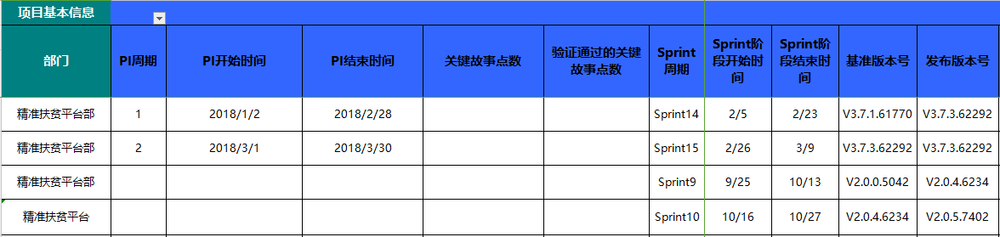 项目基本信息
部门 PI周期 PI开始时间 PI结束时间 关键故事点数 验证通过的关键故事点数 Sprint周期 Sprint阶段开始时间 Sprint阶段结束时间 基准版本号 发布版本号
精准扶贫平台部 1 2018/1/2 2018/2/28 Sprint14 2/5 2/23 V3.7.1.61770 V3.7.3.62292
精准扶贫平台部 2 2018/3/1 2018/3/30 Sprint15 2/26 3/9 V3.7.3.62292 V3.7.3.62292
精准扶贫平台部 Sprint9 9/25 10/13 V2.0.0.5042 V2.0.4.6234
精准扶贫平台 Sprint10 10/16 10/27 V2.0.4.6234 V2.0.5.7402